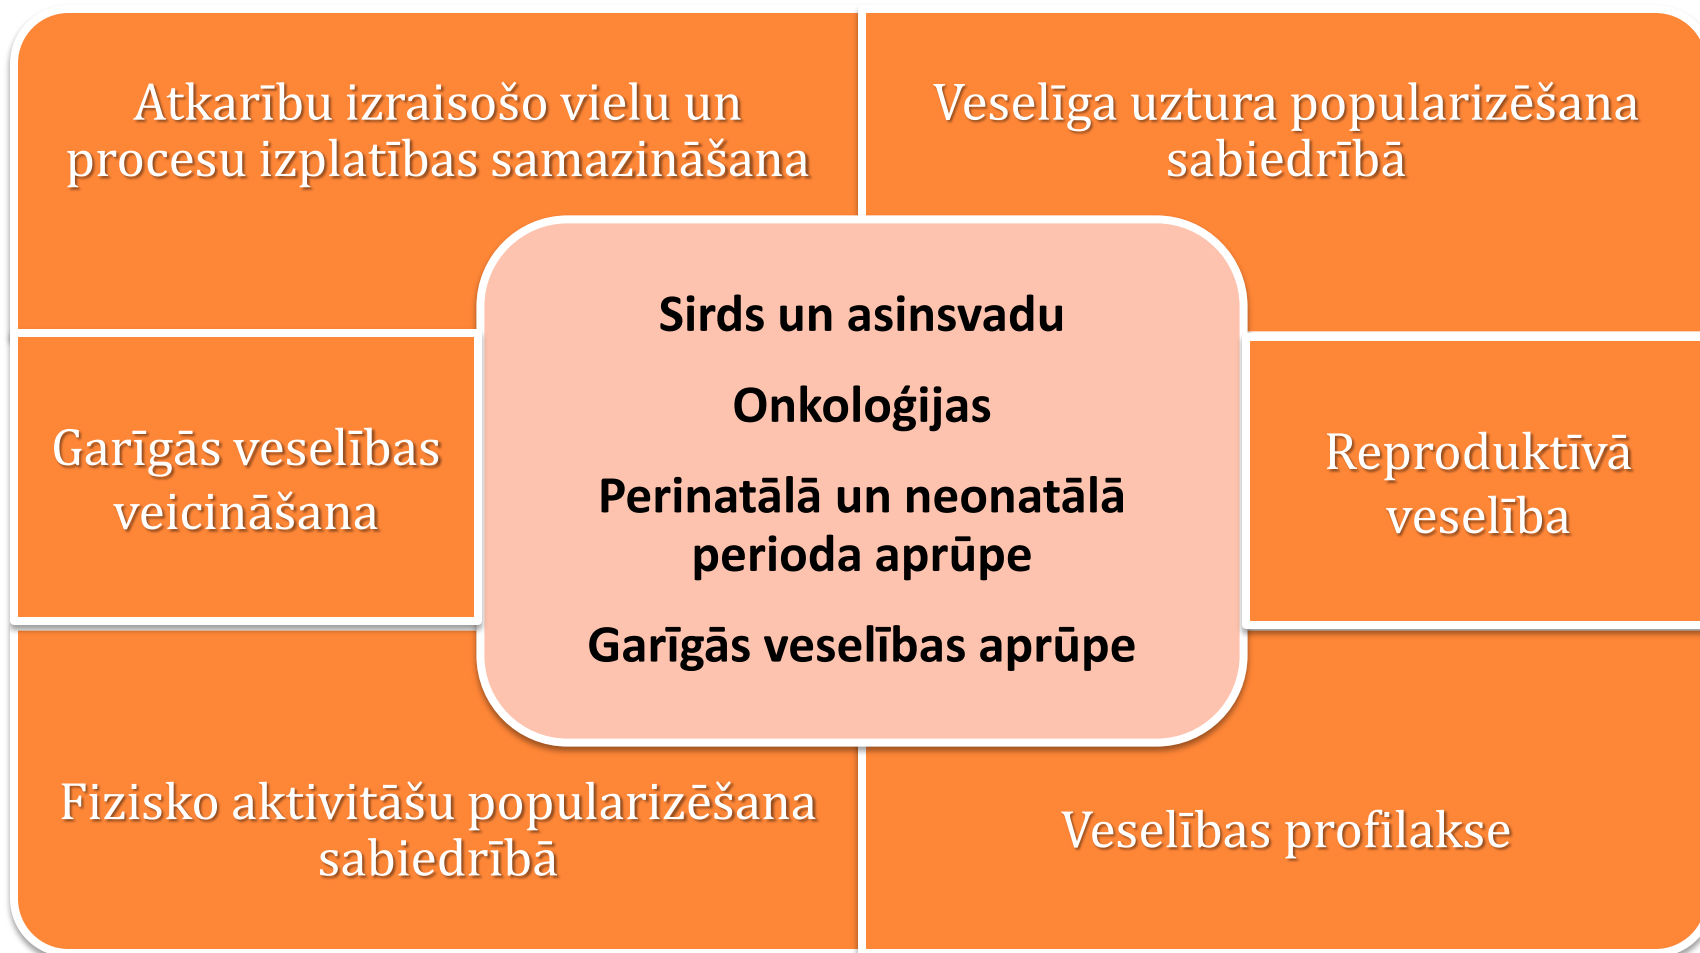 Atkarību izraisošo vielu un
procesu izplatības samazināšana
Veselīga uztura popularizēšana
sabiedrībā
Sirds un asinsvadu
Onkoloģijas
Perinatālā un neonatālā
perioda aprūpe
Garīgās veselības aprūpe
Garīgās veselības
veicināšana
Reproduktīvā
veselība
Fizisko aktivitāšu popularizēšana
sabiedrībā
Veselības profilakse